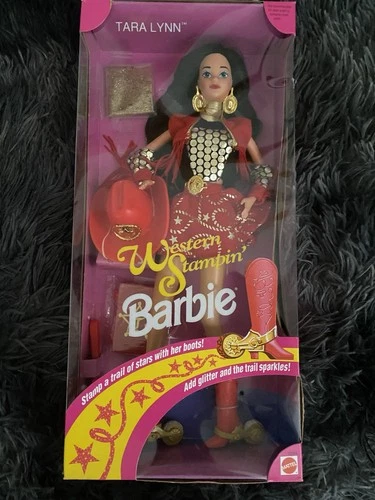 TARA LYNN™
Western
Stampin'
Barbie®
Stamp a trail of stars with her boots!
Add glitter and the trail sparkles!
MATTEL